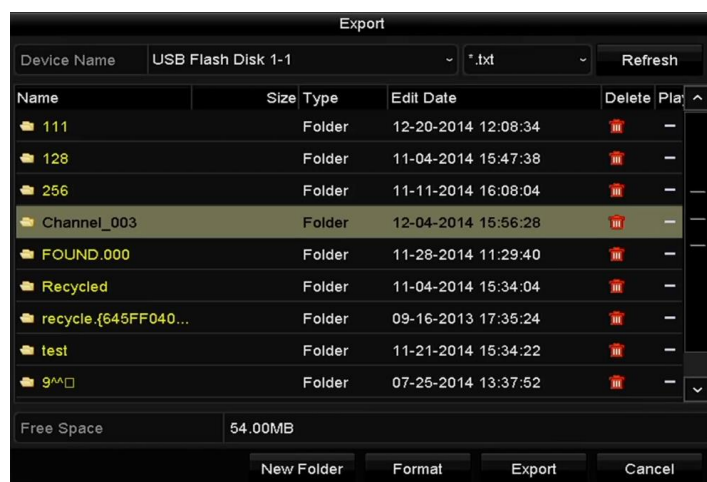 Export
Device Name USB Flash Disk 1-1 *.txt Refresh
Name Size Type Edit Date Delete Play
111 Folder 12-20-2014 12:08:34 –
128 Folder 11-04-2014 15:47:38 –
256 Folder 11-11-2014 16:08:04 –
Channel_003 Folder 12-04-2014 15:56:28 –
FOUND.000 Folder 11-28-2014 11:29:40 –
Recycled Folder 11-04-2014 15:34:04 –
recycle.{645FF040... Folder 09-16-2013 17:35:24 –
test Folder 11-21-2014 15:34:22 –
9^^□ Folder 07-25-2014 13:37:52 –
Free Space 54.00MB
New Folder Format Export Cancel